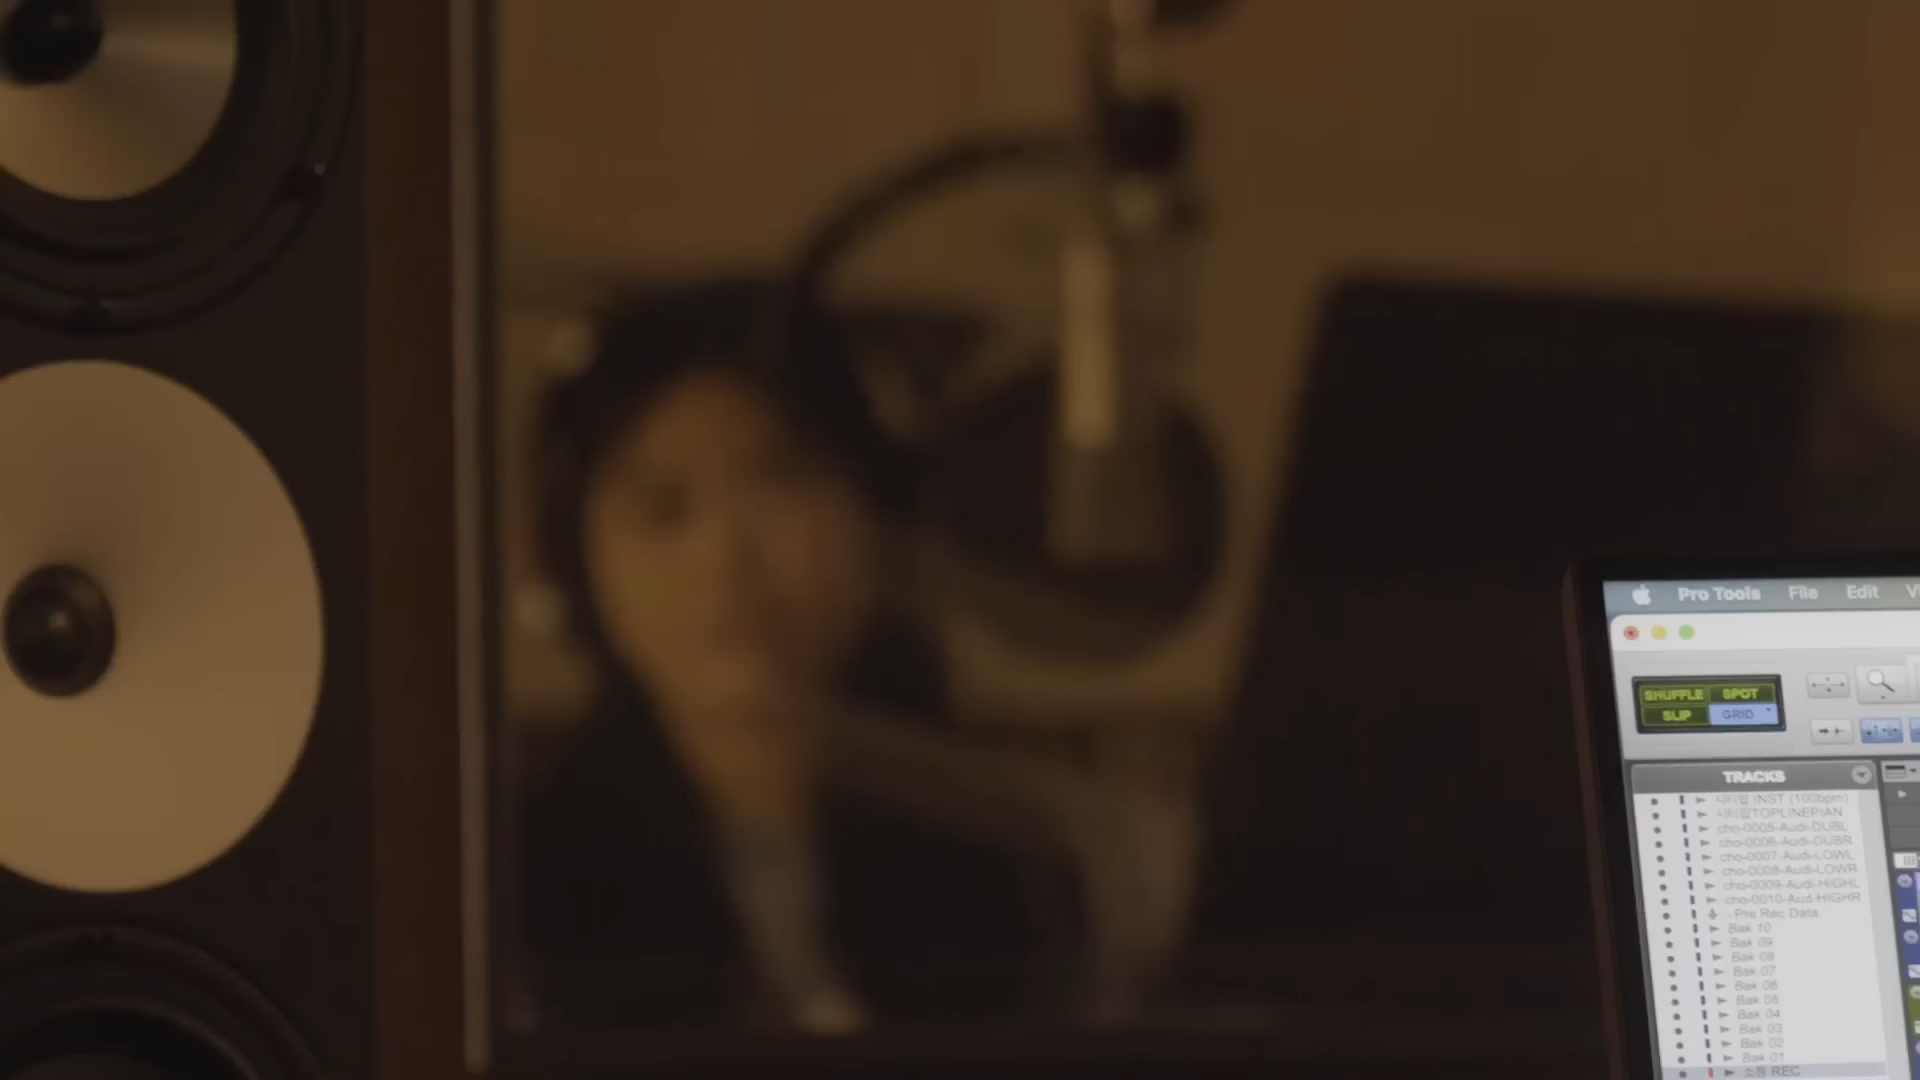 Pro Tools File Edit
SHUFFLE SPOT
SLIP GRID
TRACKS
INST (100bpm)
TOPLINEPIAN
cho-0005-Audi-DUBL
cho-0006-Audi-DUBR
cho-0007-Audi-LOWL
cho-0008-Audi-LOWR
cho-0009-Audi-HIGHL
cho-0010-Aud-HIGHR
- Pre Rec Data
Bak 10
Bak 09
Bak 08
Bak 07
Bak 06
Bak 05
Bak 04
Bak 03
Bak 02
Bak 01
REC